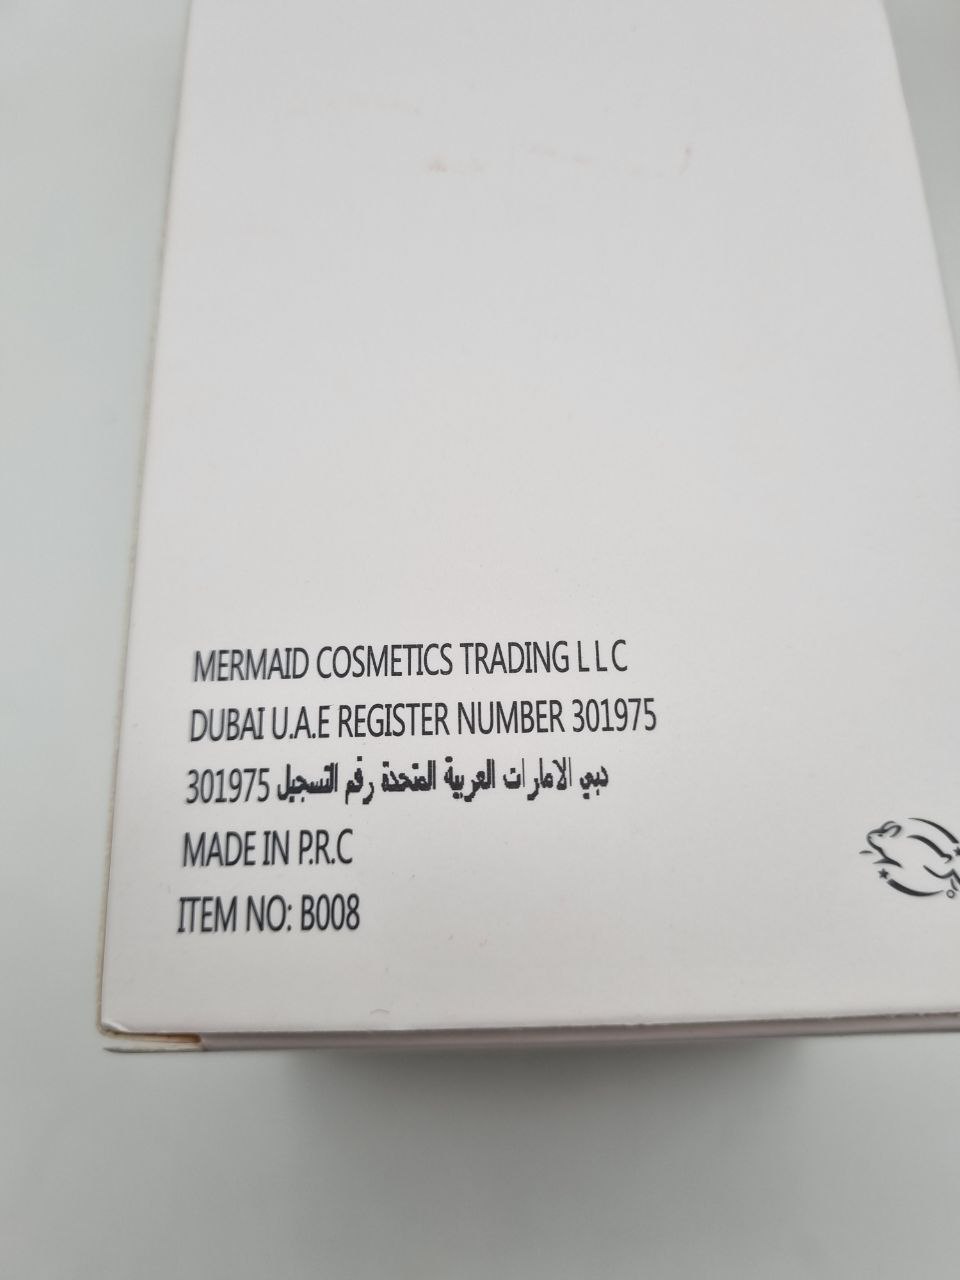 MERMAID COSMETICS TRADING L L C
DUBAI U.A.E REGISTER NUMBER 301975
دبي الامارات العربية المتحدة رقم التسجيل 301975
MADE IN P.R.C
ITEM NO: B008